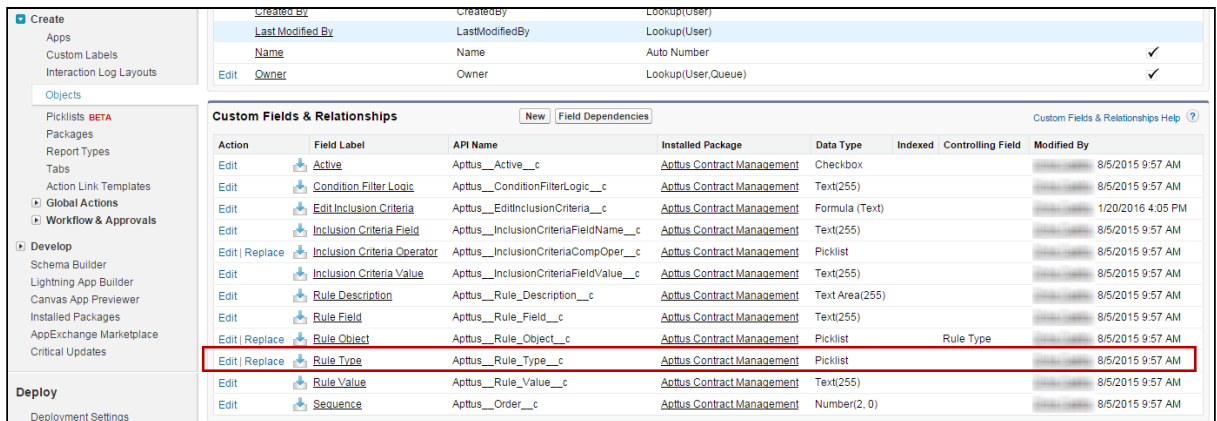 Create
Apps
Custom Labels
Interaction Log Layouts
Objects
Picklists BETA
Packages
Report Types
Tabs
Action Link Templates
Global Actions
Workflow & Approvals
Develop
Schema Builder
Lightning App Builder
Canvas App Previewer
Installed Packages
AppExchange Marketplace
Critical Updates
Deploy
Deployment Settings
Created By CreatedBy Lookup(User)
Last Modified By LastModifiedBy Lookup(User)
Name Name Auto Number ✓
Edit Owner Owner Lookup(User,Queue) ✓
Custom Fields & Relationships New Field Dependencies Custom Fields & Relationships Help ?
Action Field Label API Name Installed Package Data Type Indexed Controlling Field Modified By
Edit Active Apttus__Active__c Apttus Contract Management Checkbox 8/5/2015 9:57 AM
Edit Condition Filter Logic Apttus__ConditionFilterLogic__c Apttus Contract Management Text(255) 8/5/2015 9:57 AM
Edit Edit Inclusion Criteria Apttus__EditInclusionCriteria__c Apttus Contract Management Formula (Text) 1/20/2016 4:05 PM
Edit Inclusion Criteria Field Apttus__InclusionCriteriaFieldName__c Apttus Contract Management Text(255) 8/5/2015 9:57 AM
Edit | Replace Inclusion Criteria Operator Apttus__InclusionCriteriaCompOper__c Apttus Contract Management Picklist 8/5/2015 9:57 AM
Edit Inclusion Criteria Value Apttus__InclusionCriteriaFieldValue__c Apttus Contract Management Text(255) 8/5/2015 9:57 AM
Edit Rule Description Apttus__Rule_Description__c Apttus Contract Management Text Area(255) 8/5/2015 9:57 AM
Edit Rule Field Apttus__Rule_Field__c Apttus Contract Management Text(255) 8/5/2015 9:57 AM
Edit | Replace Rule Object Apttus__Rule_Object__c Apttus Contract Management Picklist Rule Type 8/5/2015 9:57 AM
Edit | Replace Rule Type Apttus__Rule_Type__c Apttus Contract Management Picklist 8/5/2015 9:57 AM
Edit Rule Value Apttus__Rule_Value__c Apttus Contract Management Text(255) 8/5/2015 9:57 AM
Edit Sequence Apttus__Order__c Apttus Contract Management Number(2, 0) 8/5/2015 9:57 AM